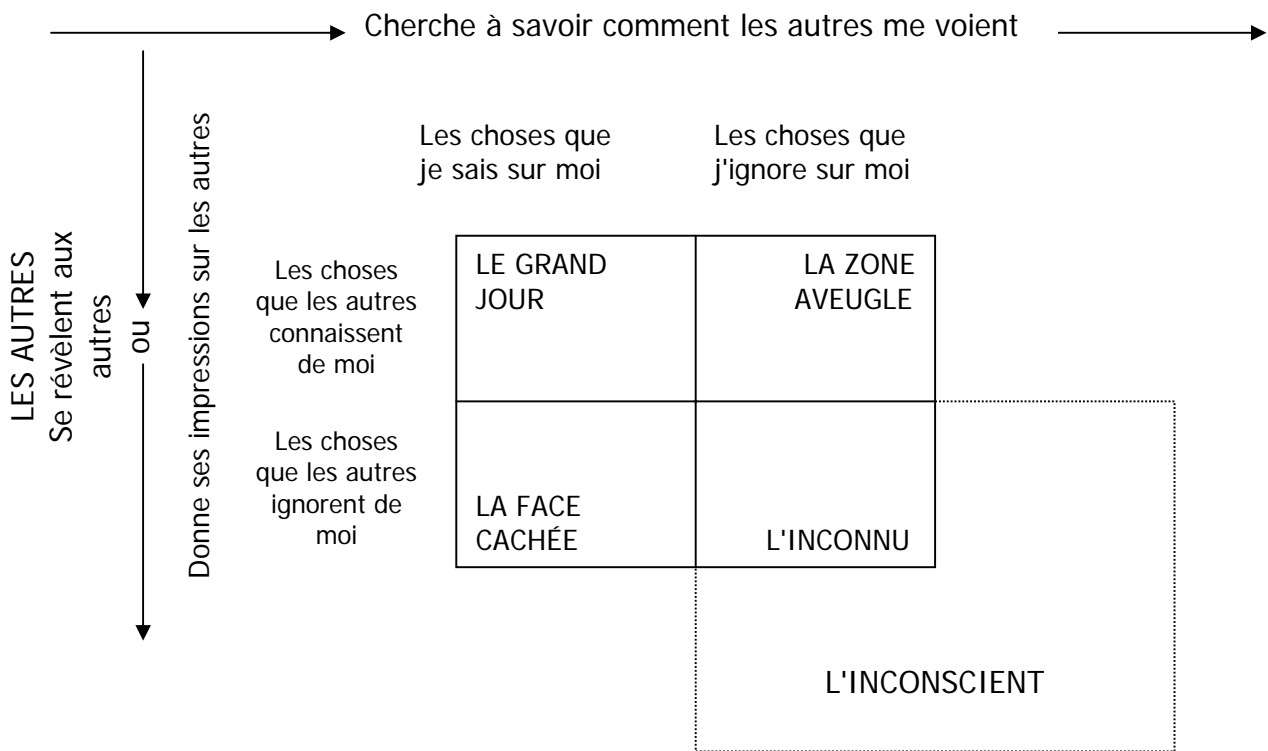 Cherche à savoir comment les autres me voient
LES AUTRES
Se révèlent aux
autres
ou
Donne ses impressions sur les autres
Les choses que
je sais sur moi
Les choses que
j'ignore sur moi
Les choses
que les autres
connaissent
de moi
LE GRAND
JOUR
LA ZONE
AVEUGLE
Les choses
que les autres
ignorent de
moi
LA FACE
CACHÉE
L'INCONNU
L'INCONSCIENT